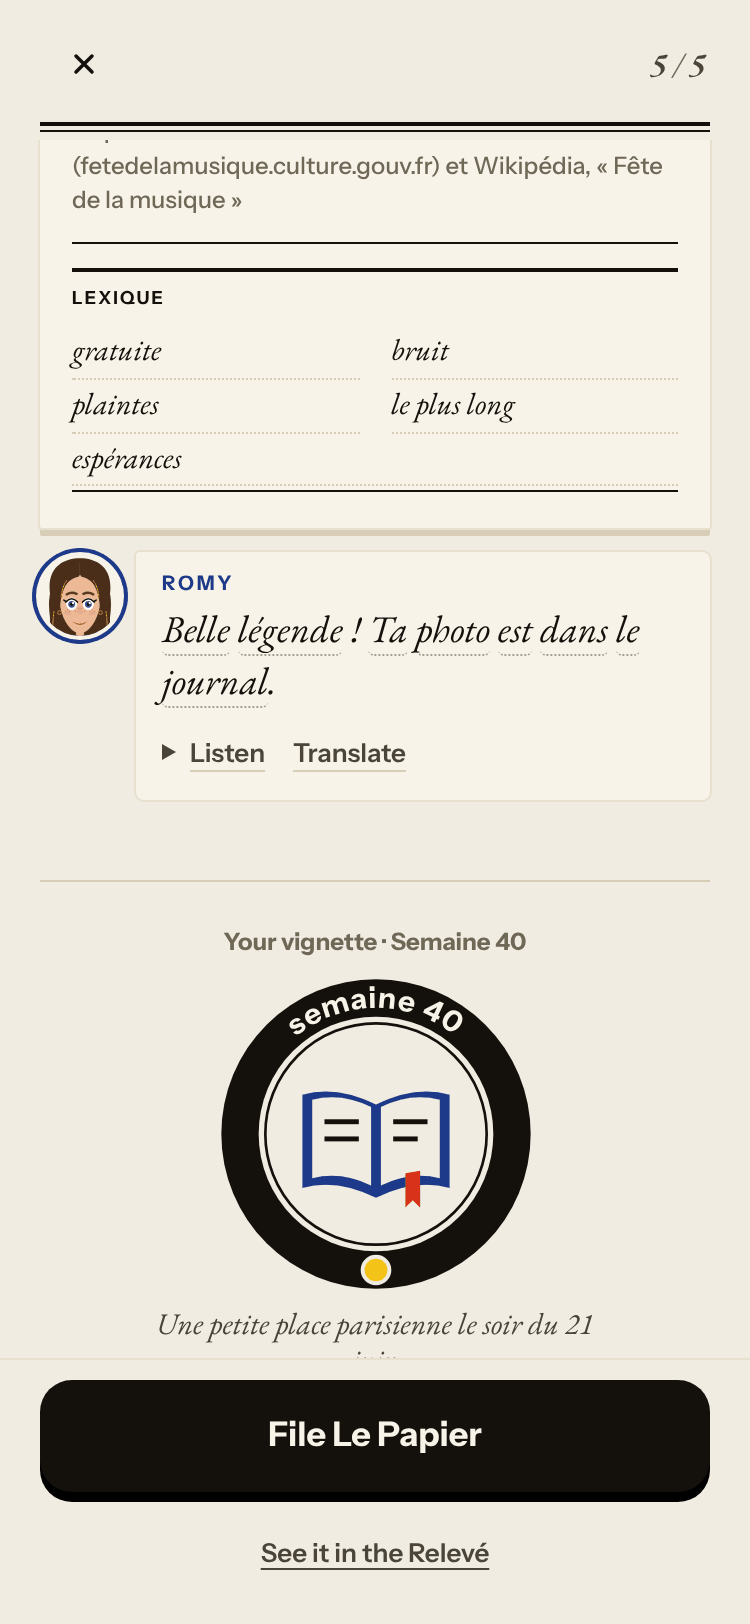 5 / 5
(fetedelamusique.culture.gouv.fr) et Wikipédia, « Fête
de la musique »
LEXIQUE
gratuite
bruit
plaintes
le plus long
espérances
ROMY
Belle légende ! Ta photo est dans le
journal.
Listen Translate
Your vignette · Semaine 40
semaine 40
Une petite place parisienne le soir du 21
File Le Papier
See it in the Relevé